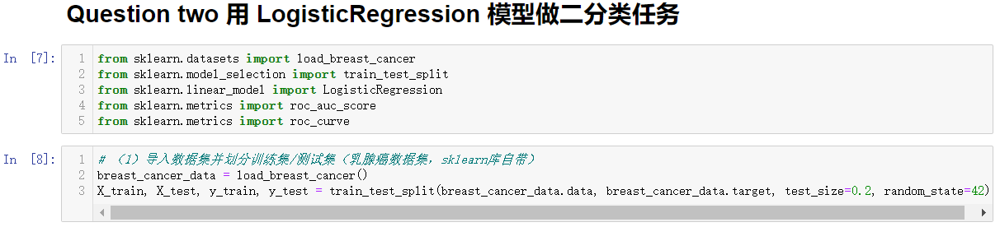 Question two 用 LogisticRegression 模型做二分类任务
In [7]:
1 from sklearn.datasets import load_breast_cancer
2 from sklearn.model_selection import train_test_split
3 from sklearn.linear_model import LogisticRegression
4 from sklearn.metrics import roc_auc_score
5 from sklearn.metrics import roc_curve
In [8]:
1 # （1）导入数据集并划分训练集/测试集（乳腺癌数据集，sklearn库自带）
2 breast_cancer_data = load_breast_cancer()
3 X_train, X_test, y_train, y_test = train_test_split(breast_cancer_data.data, breast_cancer_data.target, test_size=0.2, random_state=42)